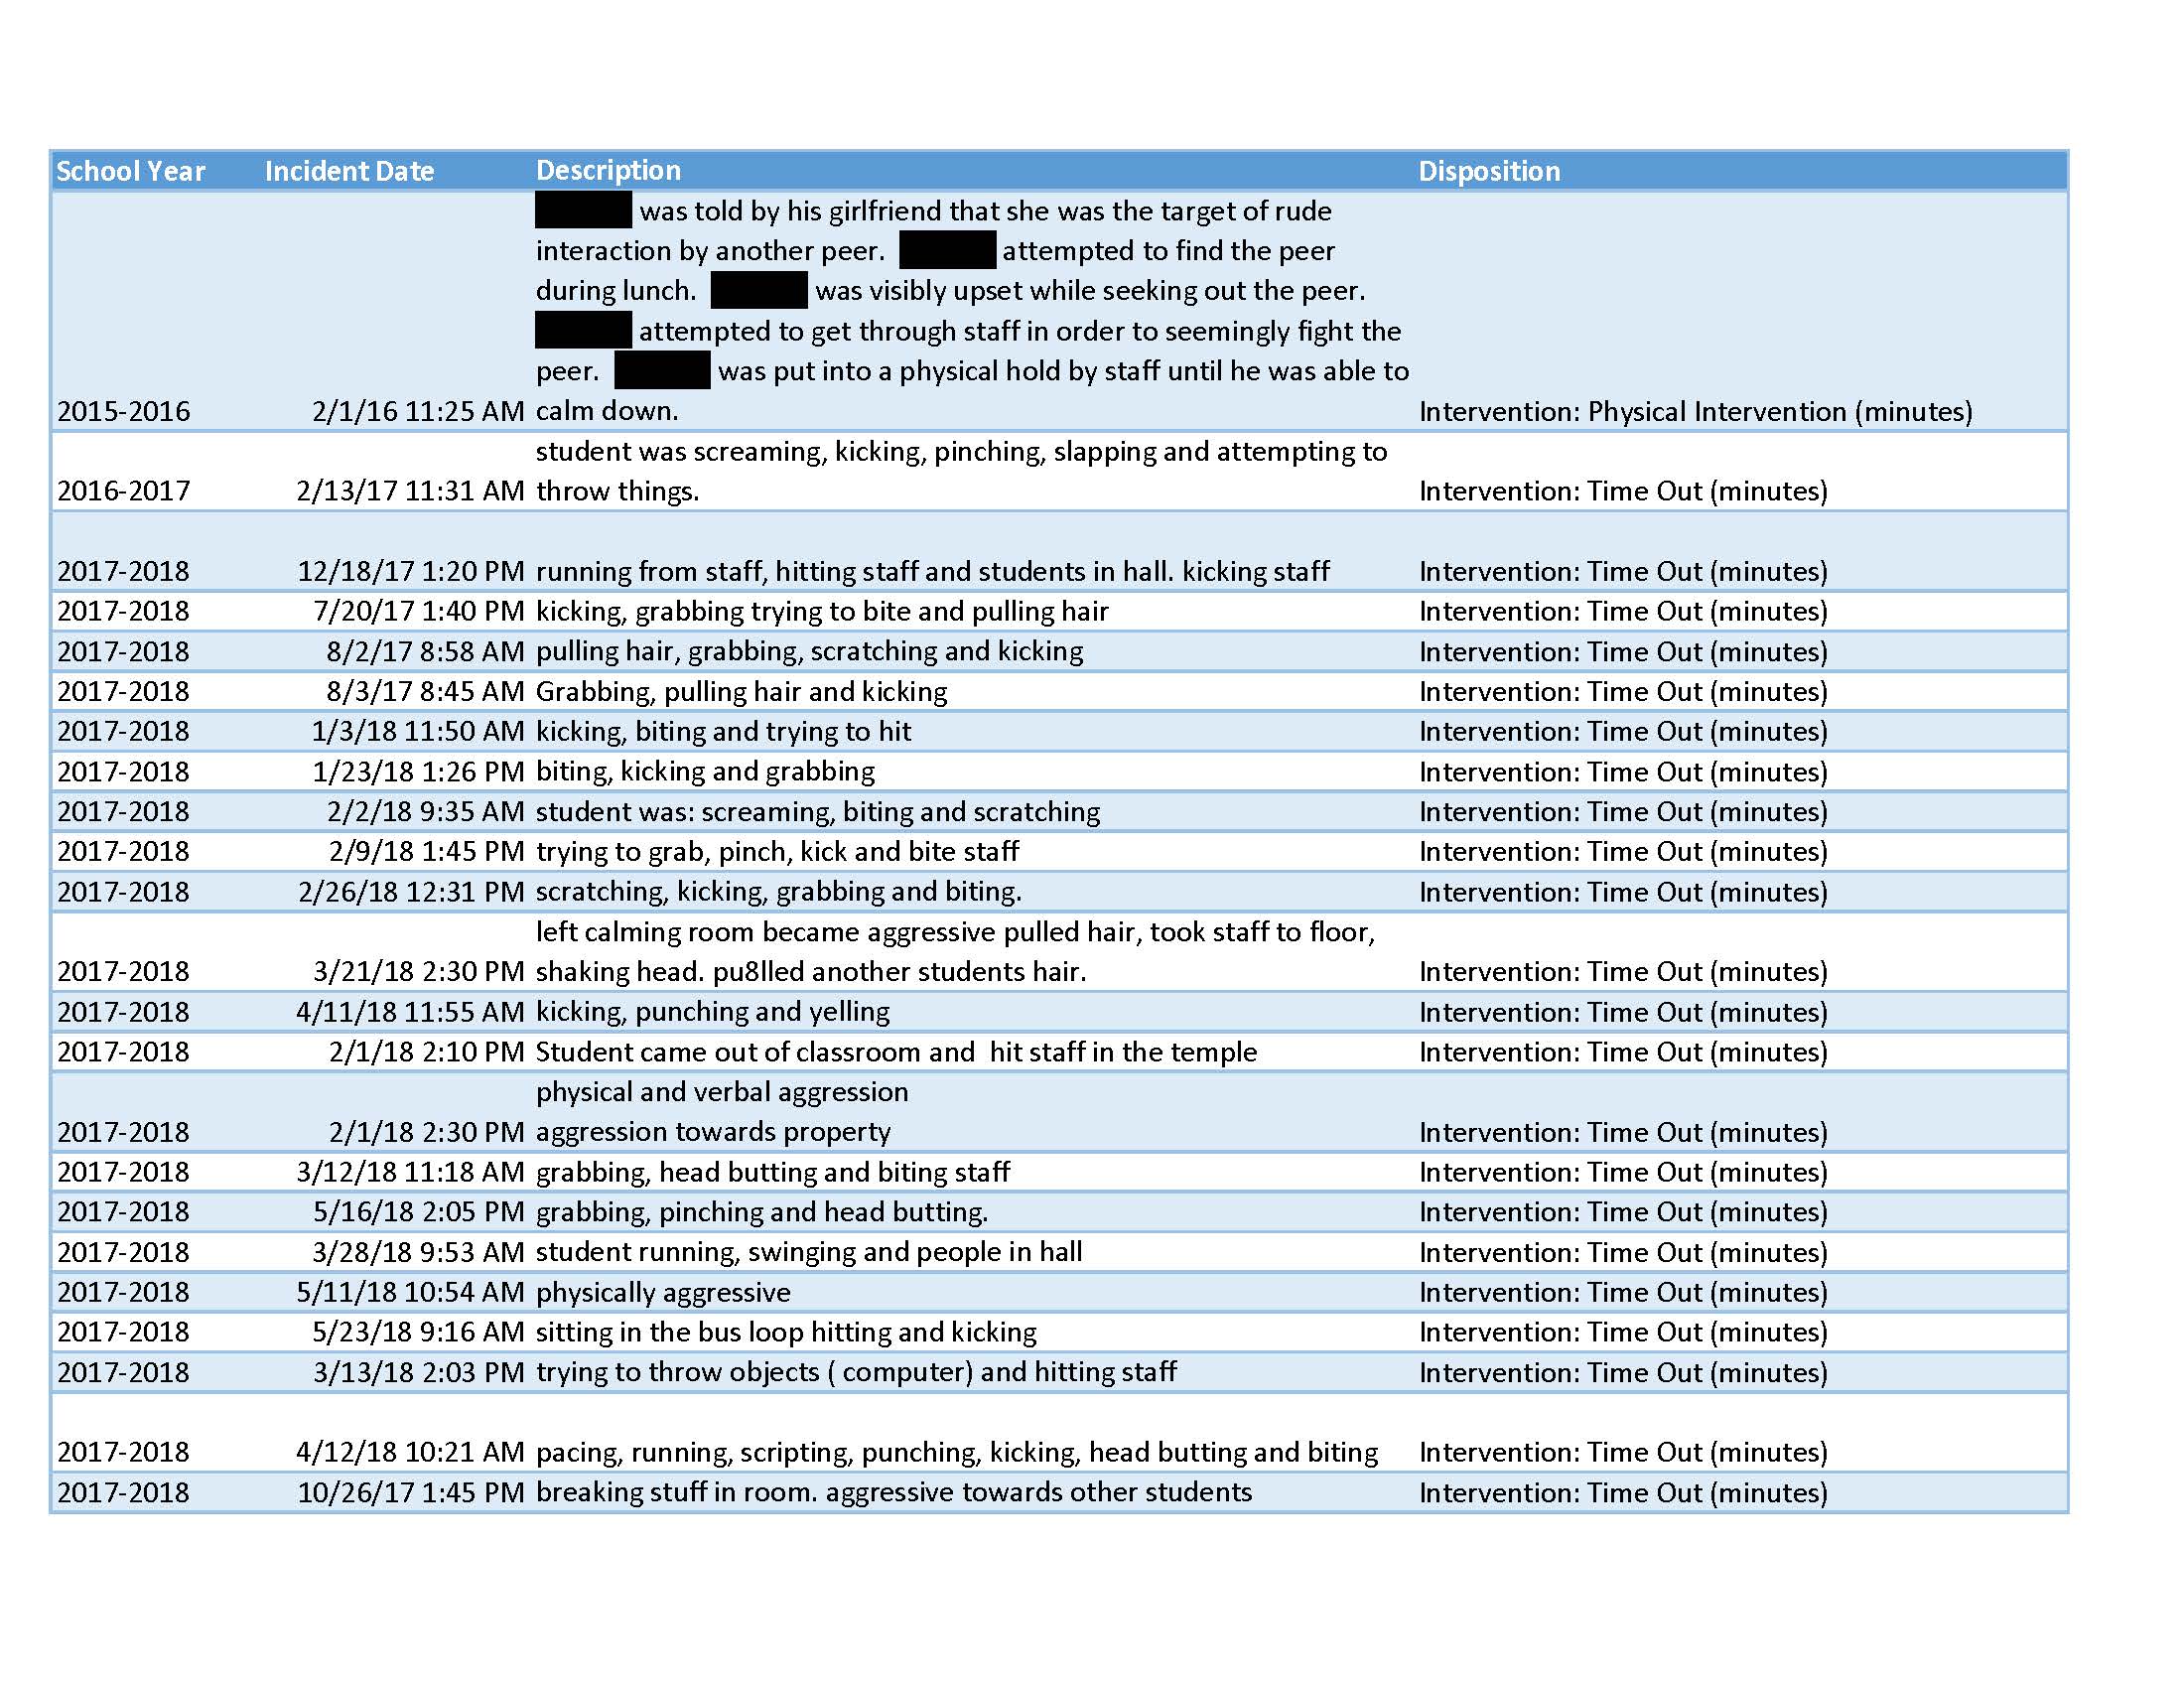 School Year Incident Date Description Disposition
was told by his girlfriend that she was the target of rude
interaction by another peer. attempted to find the peer
during lunch. was visibly upset while seeking out the peer.
attempted to get through staff in order to seemingly fight the
peer. was put into a physical hold by staff until he was able to
2015-2016 2/1/16 11:25 AM calm down. Intervention: Physical Intervention (minutes)
student was screaming, kicking, pinching, slapping and attempting to
2016-2017 2/13/17 11:31 AM throw things. Intervention: Time Out (minutes)
2017-2018 12/18/17 1:20 PM running from staff, hitting staff and students in hall. kicking staff Intervention: Time Out (minutes)
2017-2018 7/20/17 1:40 PM kicking, grabbing trying to bite and pulling hair Intervention: Time Out (minutes)
2017-2018 8/2/17 8:58 AM pulling hair, grabbing, scratching and kicking Intervention: Time Out (minutes)
2017-2018 8/3/17 8:45 AM Grabbing, pulling hair and kicking Intervention: Time Out (minutes)
2017-2018 1/3/18 11:50 AM kicking, biting and trying to hit Intervention: Time Out (minutes)
2017-2018 1/23/18 1:26 PM biting, kicking and grabbing Intervention: Time Out (minutes)
2017-2018 2/2/18 9:35 AM student was: screaming, biting and scratching Intervention: Time Out (minutes)
2017-2018 2/9/18 1:45 PM trying to grab, pinch, kick and bite staff Intervention: Time Out (minutes)
2017-2018 2/26/18 12:31 PM scratching, kicking, grabbing and biting. Intervention: Time Out (minutes)
left calming room became aggressive pulled hair, took staff to floor,
2017-2018 3/21/18 2:30 PM shaking head. pu8lled another students hair. Intervention: Time Out (minutes)
2017-2018 4/11/18 11:55 AM kicking, punching and yelling Intervention: Time Out (minutes)
2017-2018 2/1/18 2:10 PM Student came out of classroom and hit staff in the temple Intervention: Time Out (minutes)
physical and verbal aggression
2017-2018 2/1/18 2:30 PM aggression towards property Intervention: Time Out (minutes)
2017-2018 3/12/18 11:18 AM grabbing, head butting and biting staff Intervention: Time Out (minutes)
2017-2018 5/16/18 2:05 PM grabbing, pinching and head butting. Intervention: Time Out (minutes)
2017-2018 3/28/18 9:53 AM student running, swinging and people in hall Intervention: Time Out (minutes)
2017-2018 5/11/18 10:54 AM physically aggressive Intervention: Time Out (minutes)
2017-2018 5/23/18 9:16 AM sitting in the bus loop hitting and kicking Intervention: Time Out (minutes)
2017-2018 3/13/18 2:03 PM trying to throw objects ( computer) and hitting staff Intervention: Time Out (minutes)
2017-2018 4/12/18 10:21 AM pacing, running, scripting, punching, kicking, head butting and biting Intervention: Time Out (minutes)
2017-2018 10/26/17 1:45 PM breaking stuff in room. aggressive towards other students Intervention: Time Out (minutes)